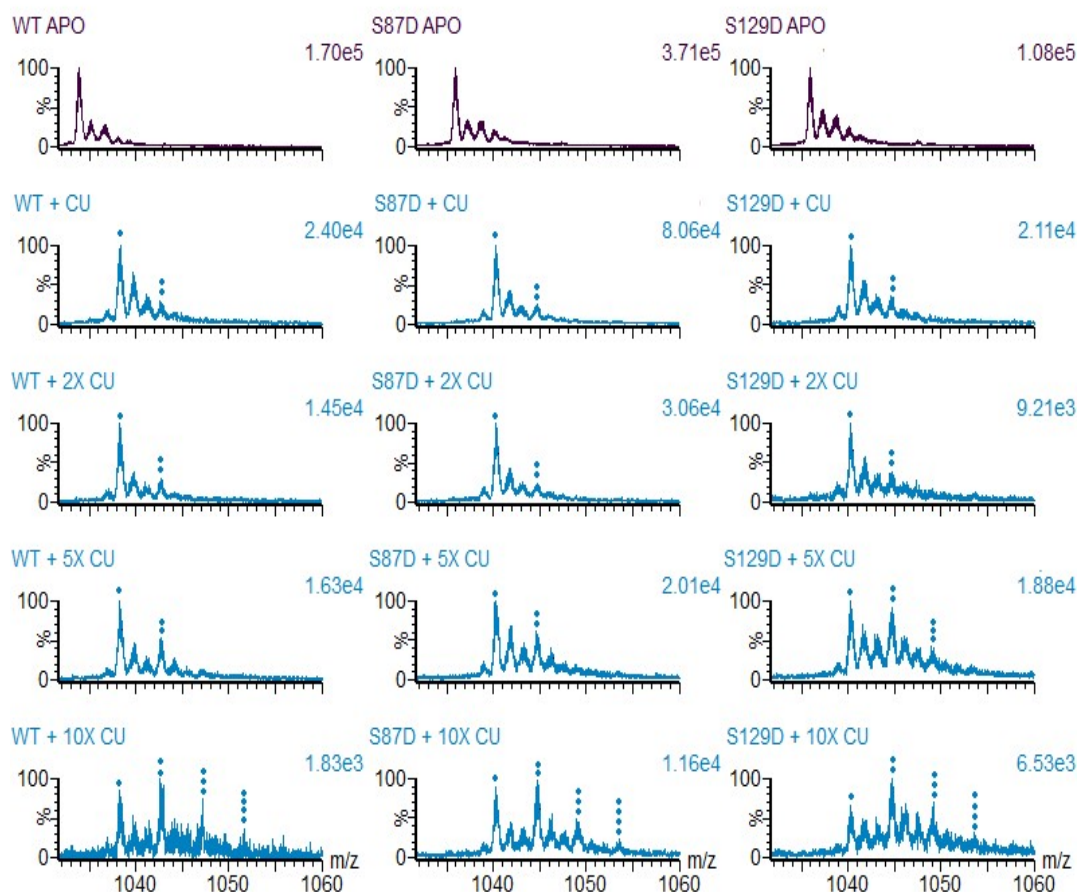 WT APO S87D APO S129D APO
1.70e5 3.71e5 1.08e5
100 100 100
% % %
0 0 0
WT + CU S87D + CU S129D + CU
2.40e4 8.06e4 2.11e4
100 100 100
% % %
0 0 0
WT + 2X CU S87D + 2X CU S129D + 2X CU
1.45e4 3.06e4 9.21e3
100 100 100
% % %
0 0 0
WT + 5X CU S87D + 5X CU S129D + 5X CU
1.63e4 2.01e4 1.88e4
100 100 100
% % %
0 0 0
WT + 10X CU S87D + 10X CU S129D + 10X CU
1.83e3 1.16e4 6.53e3
100 100 100
% % %
0 m/z 0 m/z 0 m/z
1040 1050 1060 1040 1050 1060 1040 1050 1060